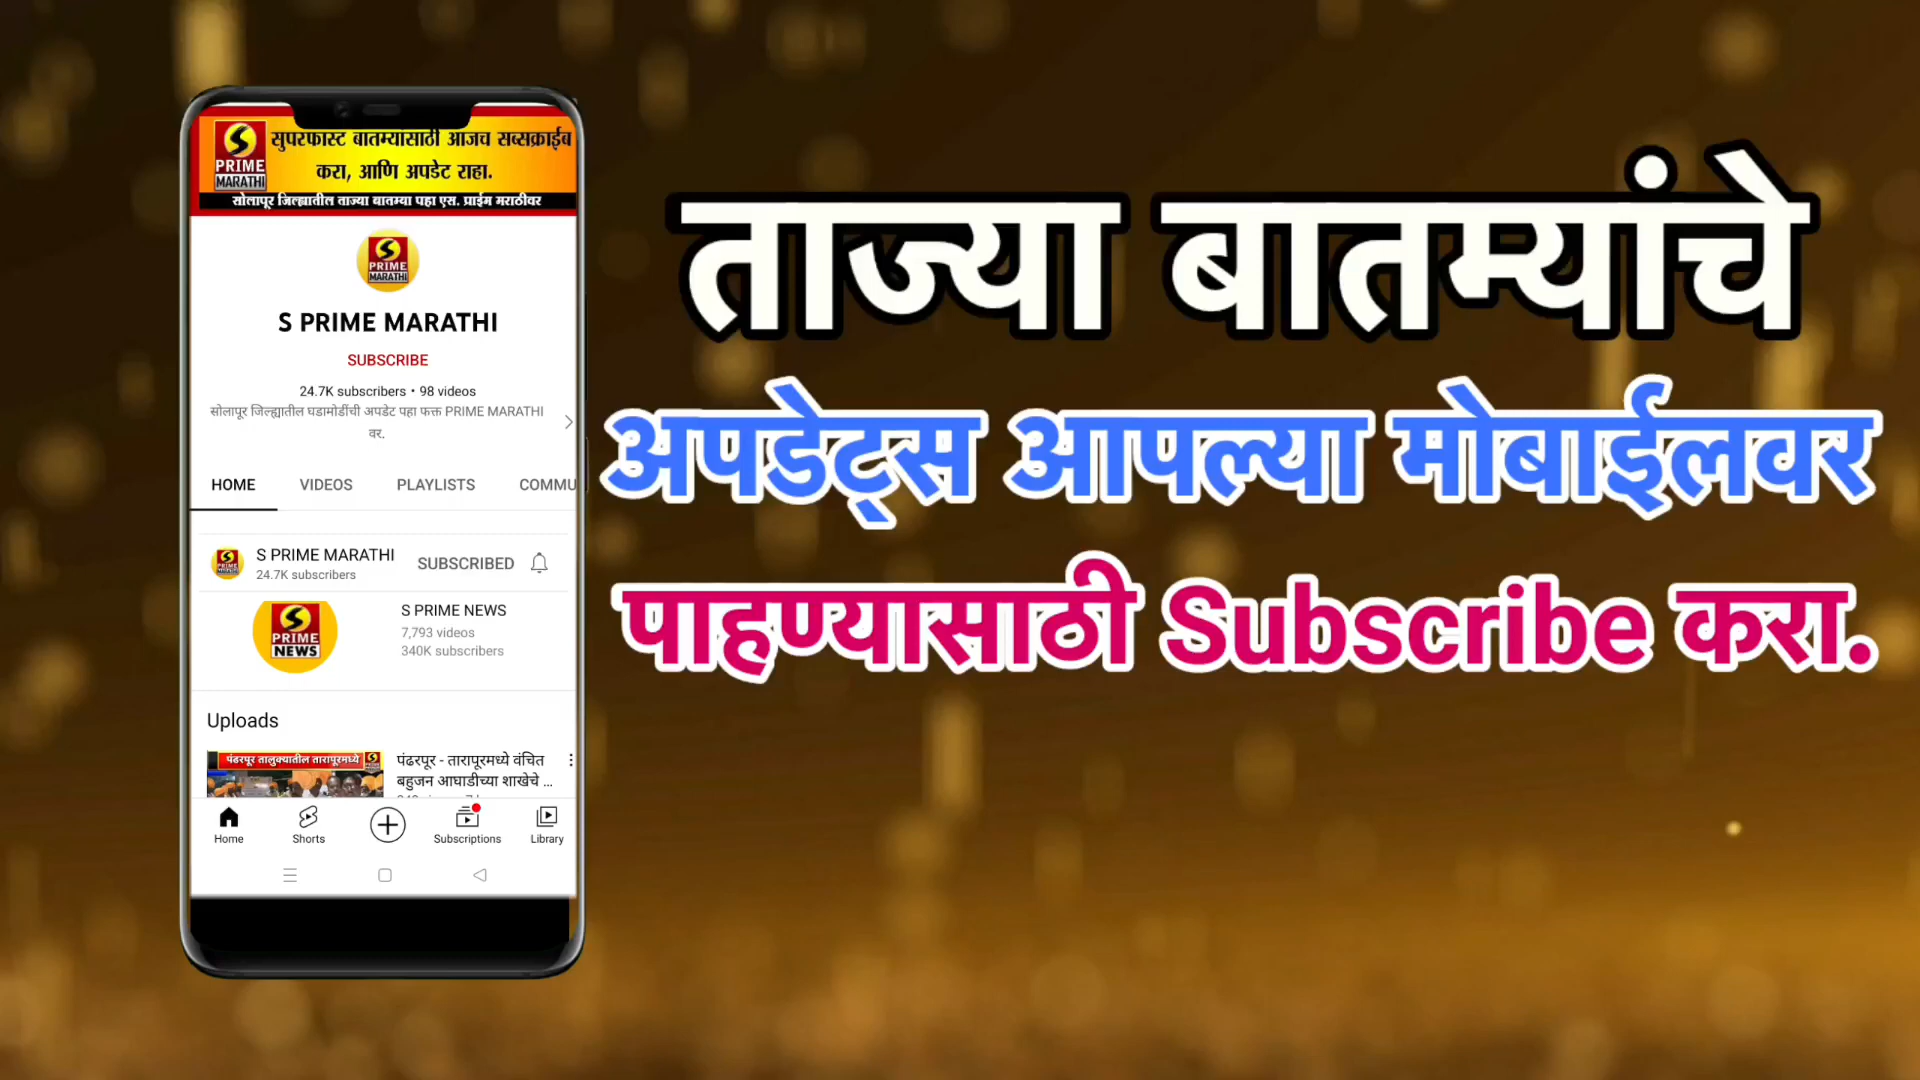 PRIME
MARATHI
सुपरफास्ट बातम्यांसाठी आजच सब्सक्राईब
करा, आणि अपडेट राहा.
सोलापूर जिल्ह्यातील ताज्या बातम्या पहा एस. प्राईम मराठीवर
PRIME
MARATHI
S PRIME MARATHI
SUBSCRIBE
24.7K subscribers • 98 videos
सोलापूर जिल्ह्यातील घडामोडींची अपडेट पहा फक्त PRIME MARATHI
वर.
HOME VIDEOS PLAYLISTS COMMU
S PRIME MARATHI
24.7K subscribers
SUBSCRIBED
PRIME
NEWS
S PRIME NEWS
7,793 videos
340K subscribers
Uploads
पंढरपूर तालुक्यातील तारापूरमध्ये
पंढरपूर - तारापूरमध्ये वंचित
बहुजन आघाडीच्या शाखेचे ...
Home Shorts Subscriptions Library
ताज्या बातम्यांचे
अपडेट्स आपल्या मोबाईलवर
पाहण्यासाठी Subscribe करा.